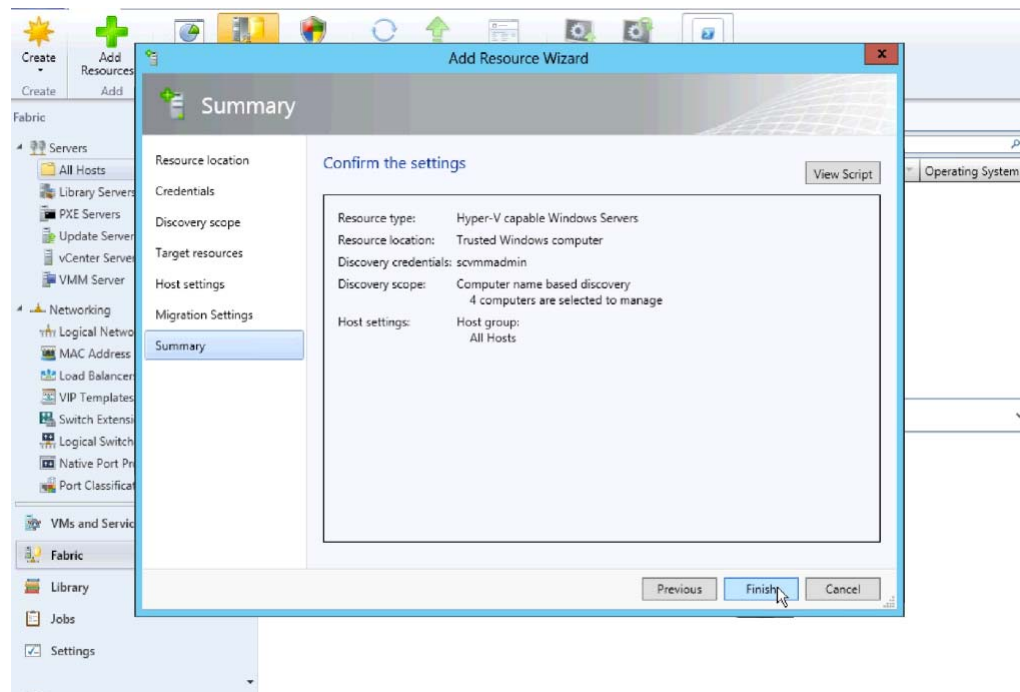 Create
Add
Resources
Create
Add
Fabric
Servers
All Hosts
Library Servers
PXE Servers
Update Server
vCenter Server
VMM Server
Networking
Logical Netwo
MAC Address
Load Balancer
VIP Templates
Switch Extensi
Logical Switch
Native Port Pr
Port Classificat
VMs and Servic
Fabric
Library
Jobs
Settings
Add Resource Wizard
x
Summary
Resource location
Credentials
Discovery scope
Target resources
Host settings
Migration Settings
Summary
Confirm the settings
View Script
Resource type: Hyper-V capable Windows Servers
Resource location: Trusted Windows computer
Discovery credentials: scvmmadmin
Discovery scope: Computer name based discovery
4 computers are selected to manage
Host settings: Host group:
All Hosts
Previous Finish Cancel
Operating System